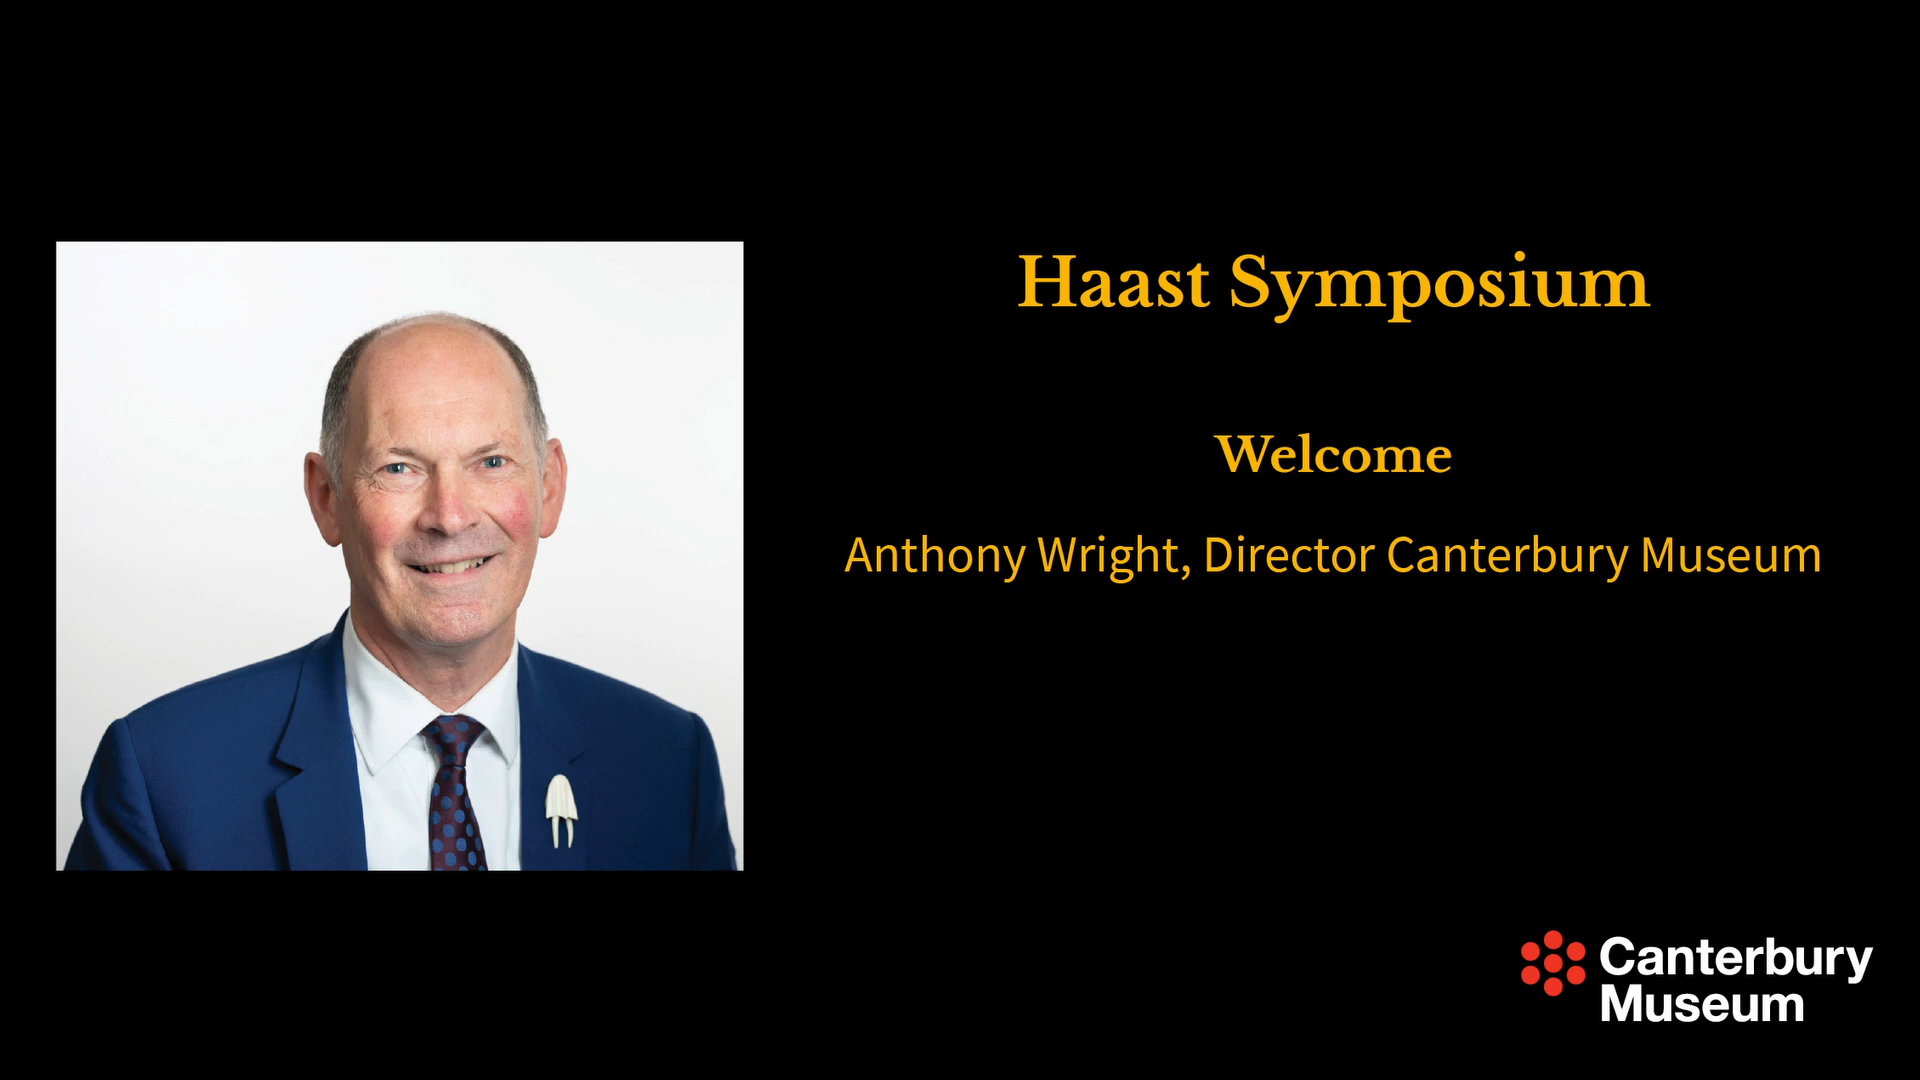 Haast Symposium
Welcome
Anthony Wright, Director Canterbury Museum
Canterbury
Museum